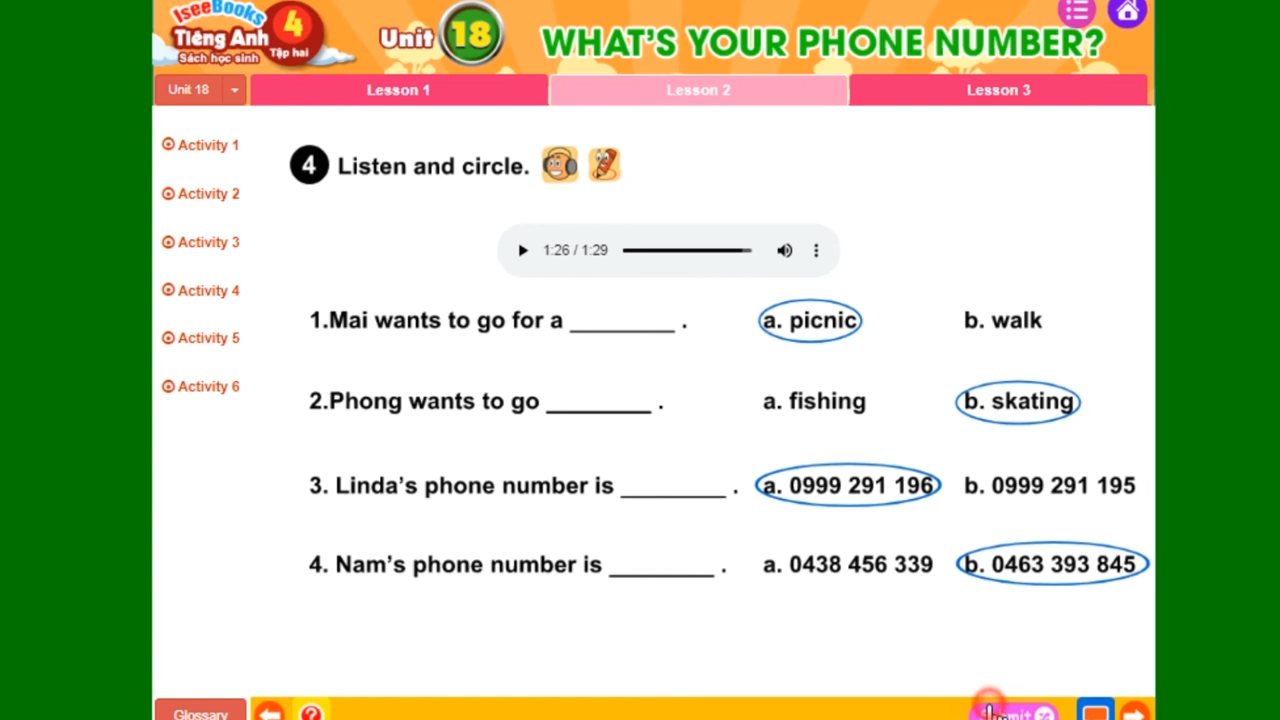 IseeBooks
Tiếng Anh 4
Tập hai
Sách học sinh
Unit 18
WHAT'S YOUR PHONE NUMBER?
Unit 18
Lesson 1
Lesson 2
Lesson 3
Activity 1
Activity 2
Activity 3
Activity 4
Activity 5
Activity 6
4 Listen and circle.
1:26 / 1:29
1.Mai wants to go for a ________ . a. picnic b. walk
2.Phong wants to go ________ . a. fishing b. skating
3. Linda's phone number is ________ . a. 0999 291 196 b. 0999 291 195
4. Nam's phone number is ________ . a. 0438 456 339 b. 0463 393 845
Glossary
?